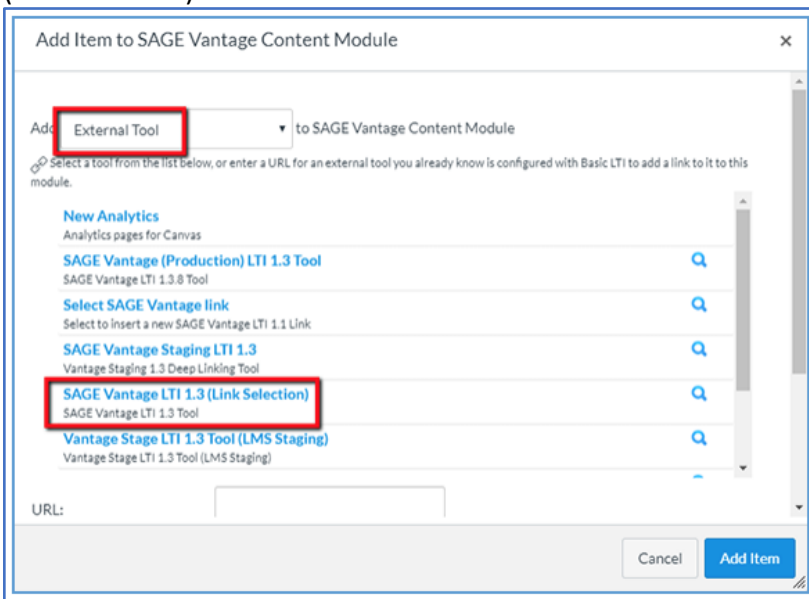 Add Item to SAGE Vantage Content Module
Add External Tool to SAGE Vantage Content Module
Select a tool from the list below, or enter a URL for an external tool you already know is configured with Basic LTI to add a link to it to this
module.
New Analytics
Analytics pages for Canvas
SAGE Vantage (Production) LTI 1.3 Tool
SAGE Vantage LTI 1.3.8 Tool
Select SAGE Vantage link
Select to insert a new SAGE Vantage LTI 1.1 Link
SAGE Vantage Staging LTI 1.3
Vantage Staging 1.3 Deep Linking Tool
SAGE Vantage LTI 1.3 (Link Selection)
SAGE Vantage LTI 1.3 Tool
Vantage Stage LTI 1.3 Tool (LMS Staging)
Vantage Stage LTI 1.3 Tool (LMS Staging)
URL:
Cancel Add Item